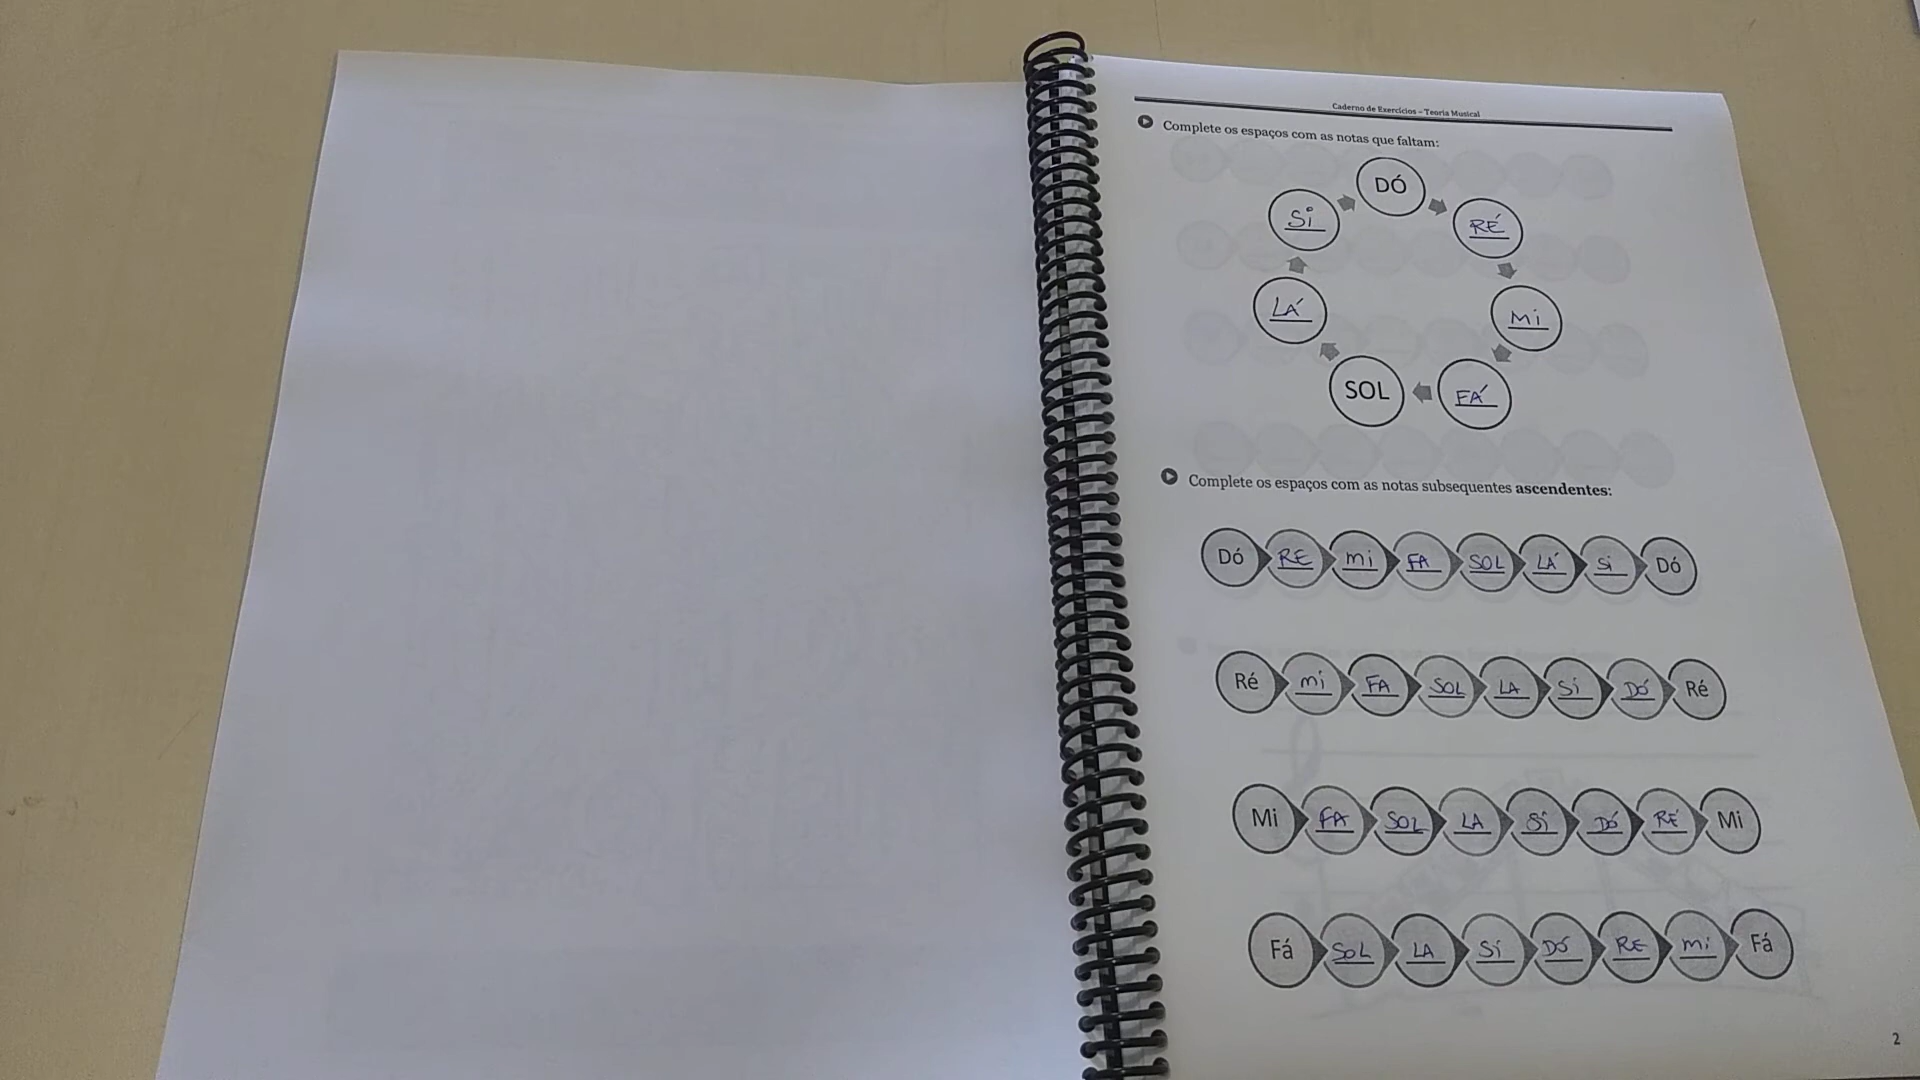 Caderno de Exercícios – Teoria Musical
Complete os espaços com as notas que faltam:
DÓ
Si RÉ
LÁ Mi
SOL FÁ
Complete os espaços com as notas subsequentes ascendentes:
Dó RE mi FA SOL LÁ Si Dó
Ré mi FA SOL LA Si DÓ Ré
Mi FA SOL LA Si DÓ RÉ Mi
Fá SOL LA Si DÓ RE mi Fá
2